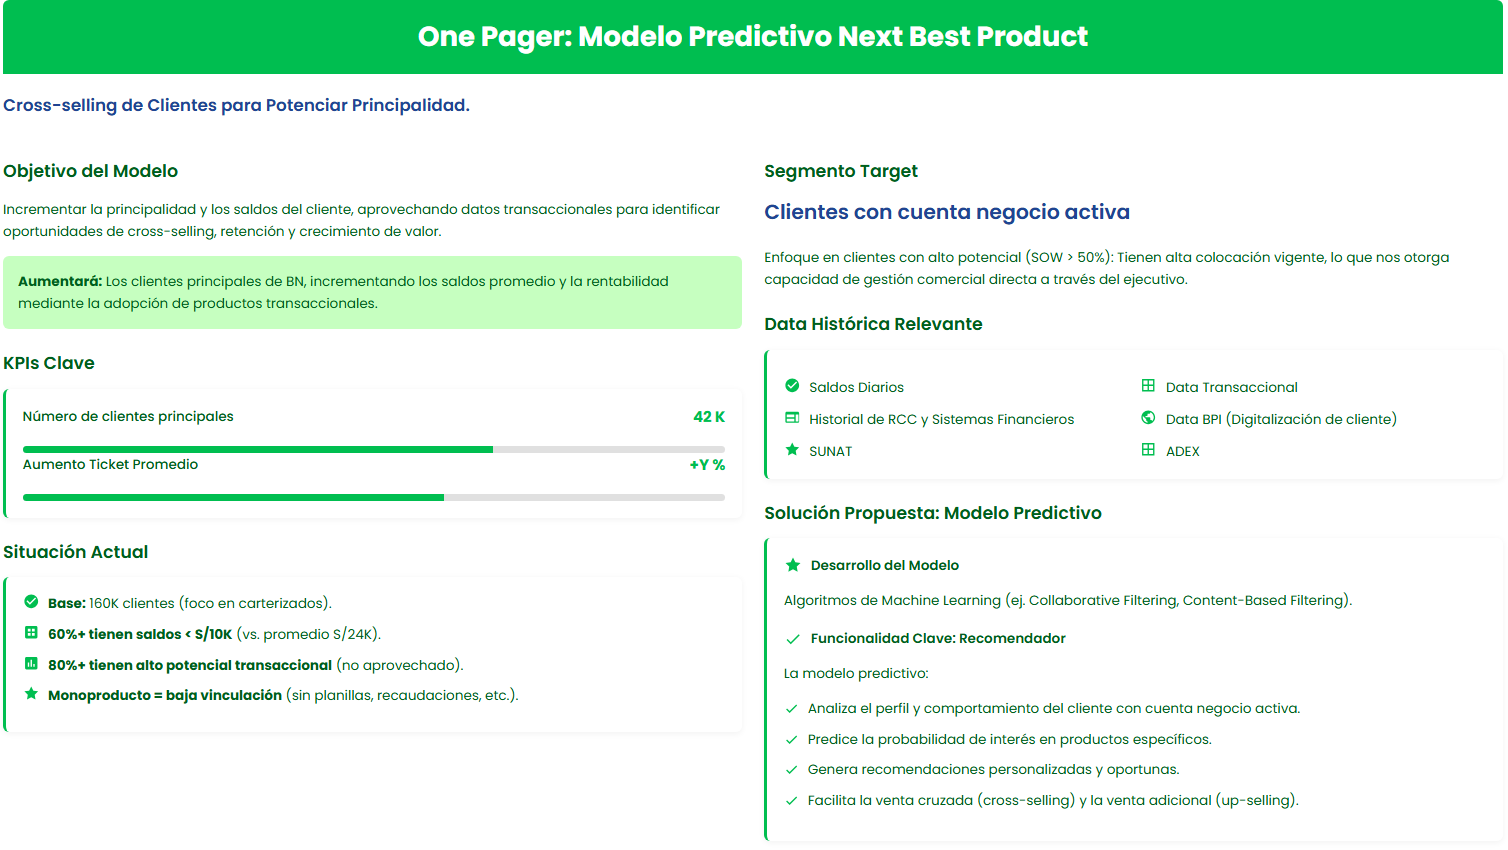 One Pager: Modelo Predictivo Next Best Product
Cross-selling de Clientes para Potenciar Principalidad.
Objetivo del Modelo
Incrementar la principalidad y los saldos del cliente, aprovechando datos transaccionales para identificar
oportunidades de cross-selling, retención y crecimiento de valor.
Aumentará: Los clientes principales de BN, incrementando los saldos promedio y la rentabilidad
mediante la adopción de productos transaccionales.
KPIs Clave
Número de clientes principales 42 K
Aumento Ticket Promedio +Y %
Situación Actual
Base: 160K clientes (foco en carterizados).
60%+ tienen saldos < S/10K (vs. promedio S/24K).
80%+ tienen alto potencial transaccional (no aprovechado).
Monoproducto = baja vinculación (sin planillas, recaudaciones, etc.).
Segmento Target
Clientes con cuenta negocio activa
Enfoque en clientes con alto potencial (SOW > 50%): Tienen alta colocación vigente, lo que nos otorga
capacidad de gestión comercial directa a través del ejecutivo.
Data Histórica Relevante
Saldos Diarios
Data Transaccional
Historial de RCC y Sistemas Financieros
Data BPI (Digitalización de cliente)
SUNAT
ADEX
Solución Propuesta: Modelo Predictivo
Desarrollo del Modelo
Algoritmos de Machine Learning (ej. Collaborative Filtering, Content-Based Filtering).
Funcionalidad Clave: Recomendador
La modelo predictivo:
Analiza el perfil y comportamiento del cliente con cuenta negocio activa.
Predice la probabilidad de interés en productos específicos.
Genera recomendaciones personalizadas y oportunas.
Facilita la venta cruzada (cross-selling) y la venta adicional (up-selling).